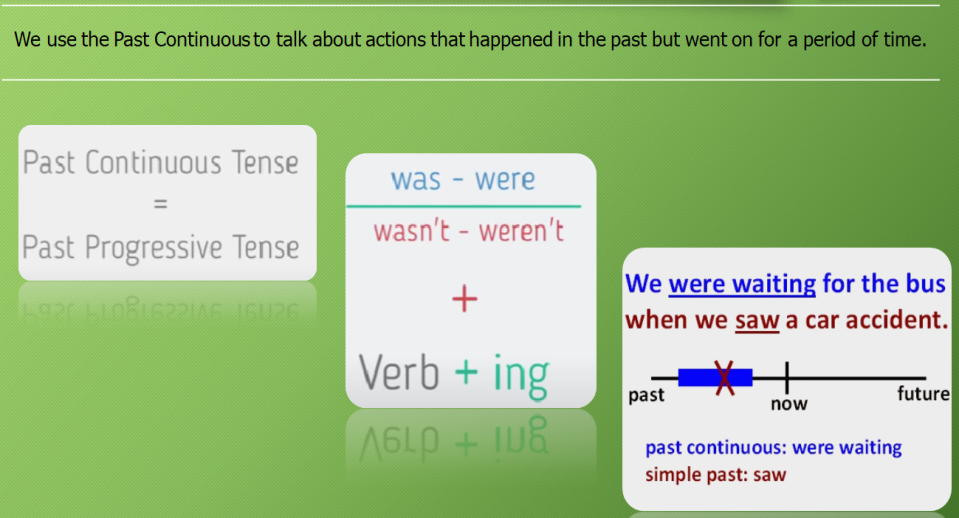 We use the Past Continuous to talk about actions that happened in the past but went on for a period of time.
Past Continuous Tense
=
Past Progressive Tense
was - were
wasn't - weren't
+
Verb + ing
We were waiting for the bus
when we saw a car accident.
past
now
future
past continuous: were waiting
simple past: saw